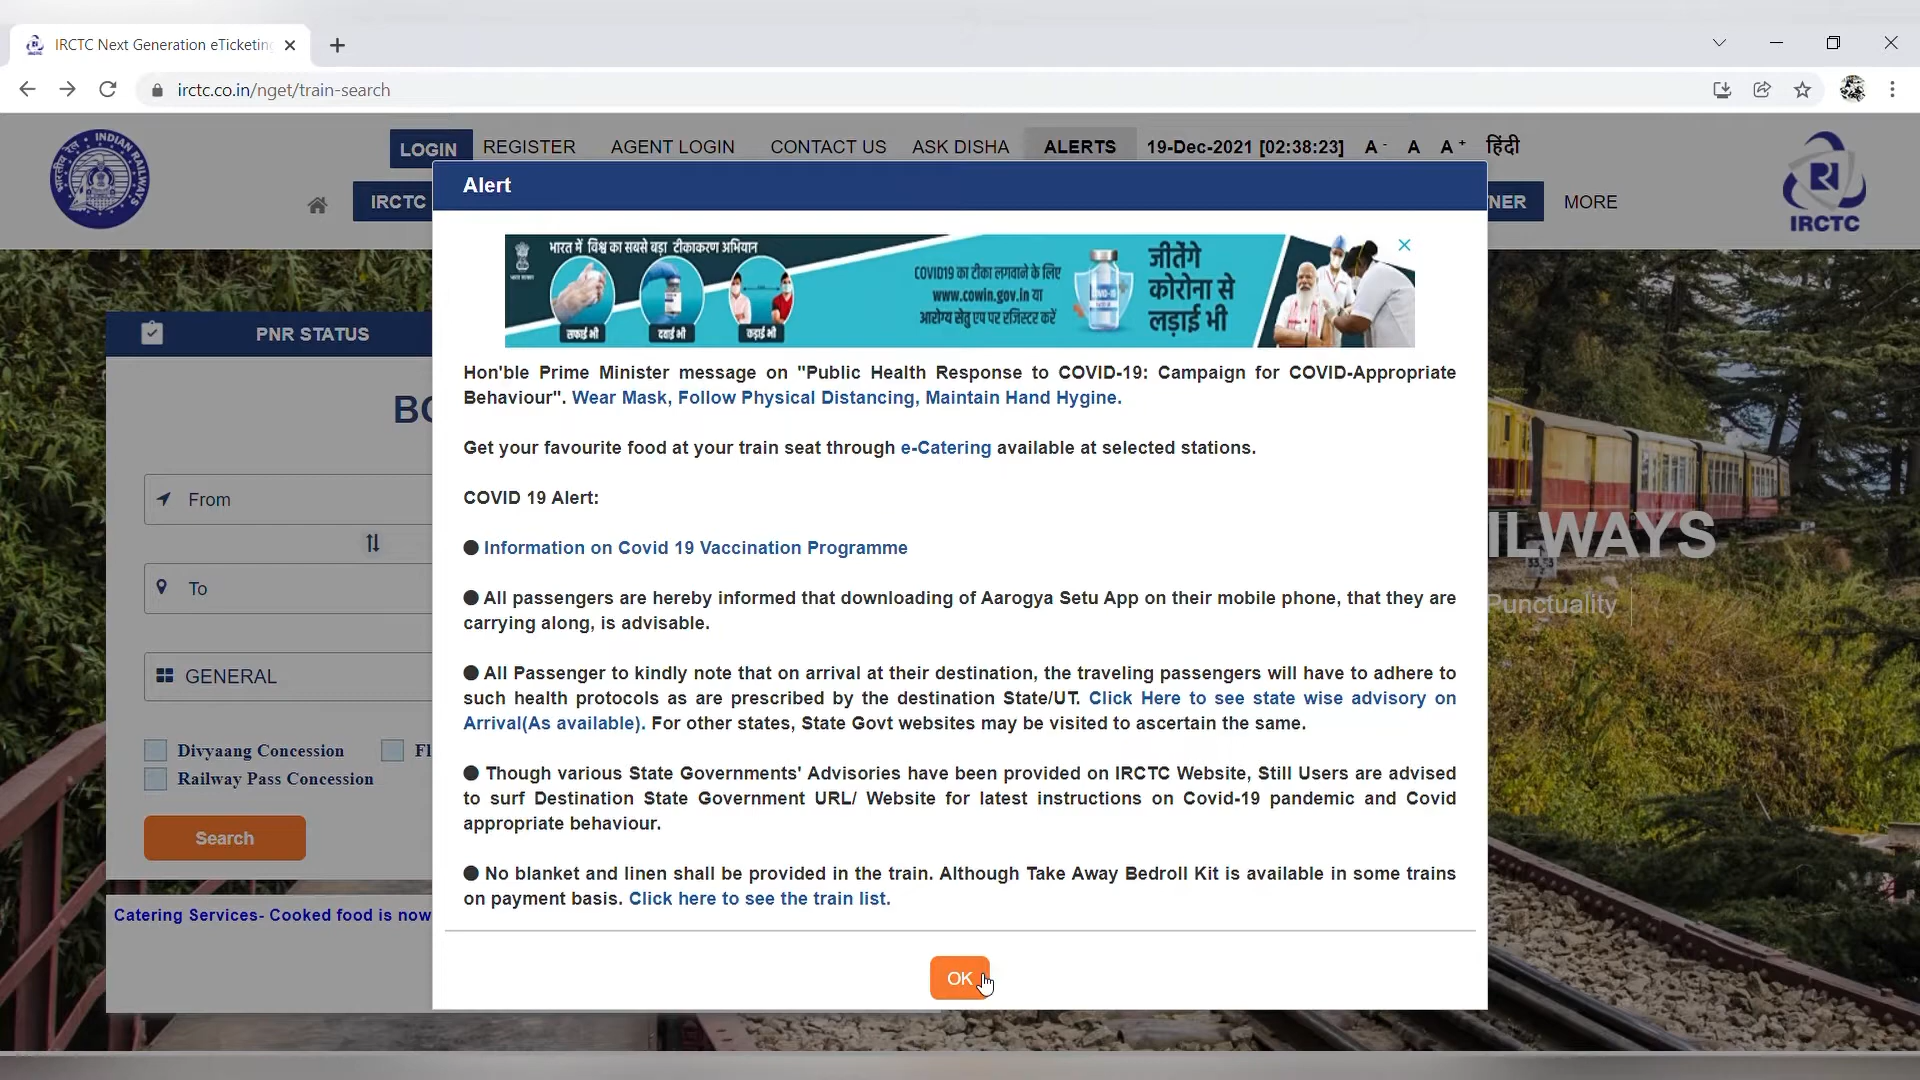 IRCTC Next Generation eTicketing
irctc.co.in/nget/train-search
LOGIN REGISTER AGENT LOGIN CONTACT US ASK DISHA ALERTS 19-Dec-2021 [02:38:23] A- A A+ हिंदी
INDIAN RAILWAYS
भारतीय रेल
IRCTC
NER MORE
IRCTC
Alert
भारत में विश्व का सबसे बड़ा टीकाकरण अभियान
सफाई भी
दवाई भी
कड़ाई भी
COVID19 का टीका लगवाने के लिए
www.cowin.gov.in या
आरोग्य सेतु एप पर रजिस्टर करें
COVID-19
जीतेंगे
कोरोना से
लड़ाई भी
Hon'ble Prime Minister message on "Public Health Response to COVID-19: Campaign for COVID-Appropriate
Behaviour". Wear Mask, Follow Physical Distancing, Maintain Hand Hygine.
Get your favourite food at your train seat through e-Catering available at selected stations.
COVID 19 Alert:
● Information on Covid 19 Vaccination Programme
● All passengers are hereby informed that downloading of Aarogya Setu App on their mobile phone, that they are
carrying along, is advisable.
● All Passenger to kindly note that on arrival at their destination, the traveling passengers will have to adhere to
such health protocols as are prescribed by the destination State/UT. Click Here to see state wise advisory on
Arrival(As available). For other states, State Govt websites may be visited to ascertain the same.
● Though various State Governments' Advisories have been provided on IRCTC Website, Still Users are advised
to surf Destination State Government URL/ Website for latest instructions on Covid-19 pandemic and Covid
appropriate behaviour.
● No blanket and linen shall be provided in the train. Although Take Away Bedroll Kit is available in some trains
on payment basis. Click here to see the train list.
OK
PNR STATUS
BO
From
To
GENERAL
Divyaang Concession Fl
Railway Pass Concession
Search
Catering Services- Cooked food is now
ILWAYS
Punctuality